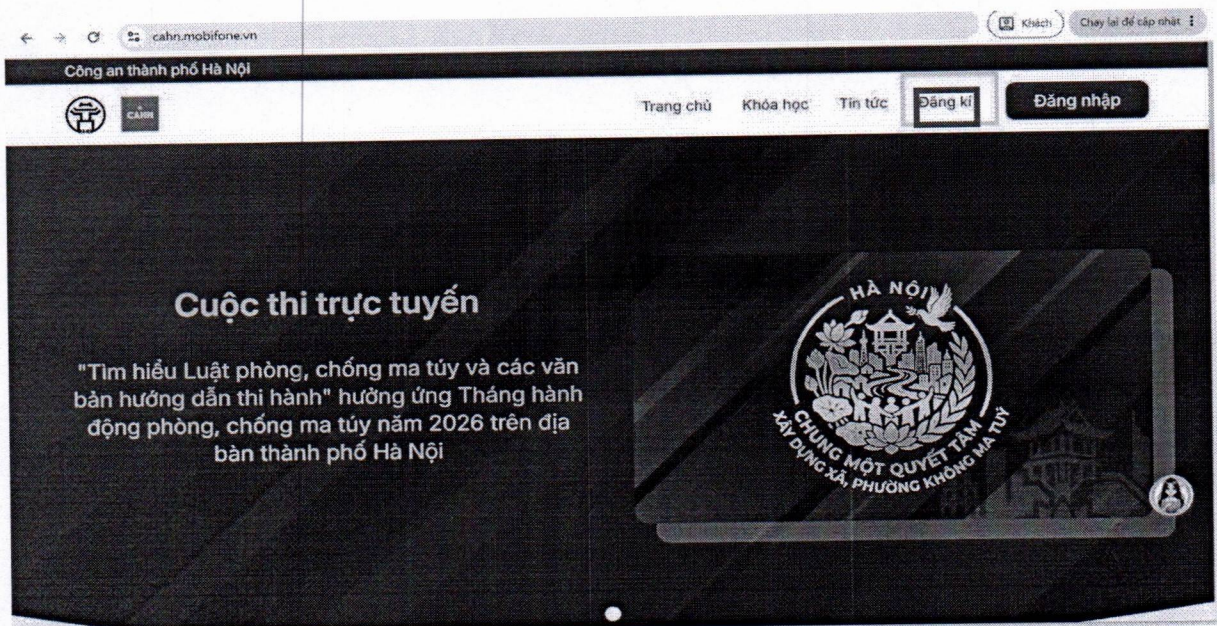 cahn.mobifone.vn
Khách
Chạy lại để cập nhật
Công an thành phố Hà Nội
CAHN
Trang chủ
Khóa học
Tin tức
Đăng kí
Đăng nhập
Cuộc thi trực tuyến
"Tìm hiểu Luật phòng, chống ma túy và các văn
bản hướng dẫn thi hành" hưởng ứng Tháng hành
động phòng, chống ma túy năm 2026 trên địa
bàn thành phố Hà Nội
HÀ NỘI
CHUNG MỘT QUYẾT TÂM
XÂY DỰNG XÃ, PHƯỜNG KHÔNG MA TUÝ